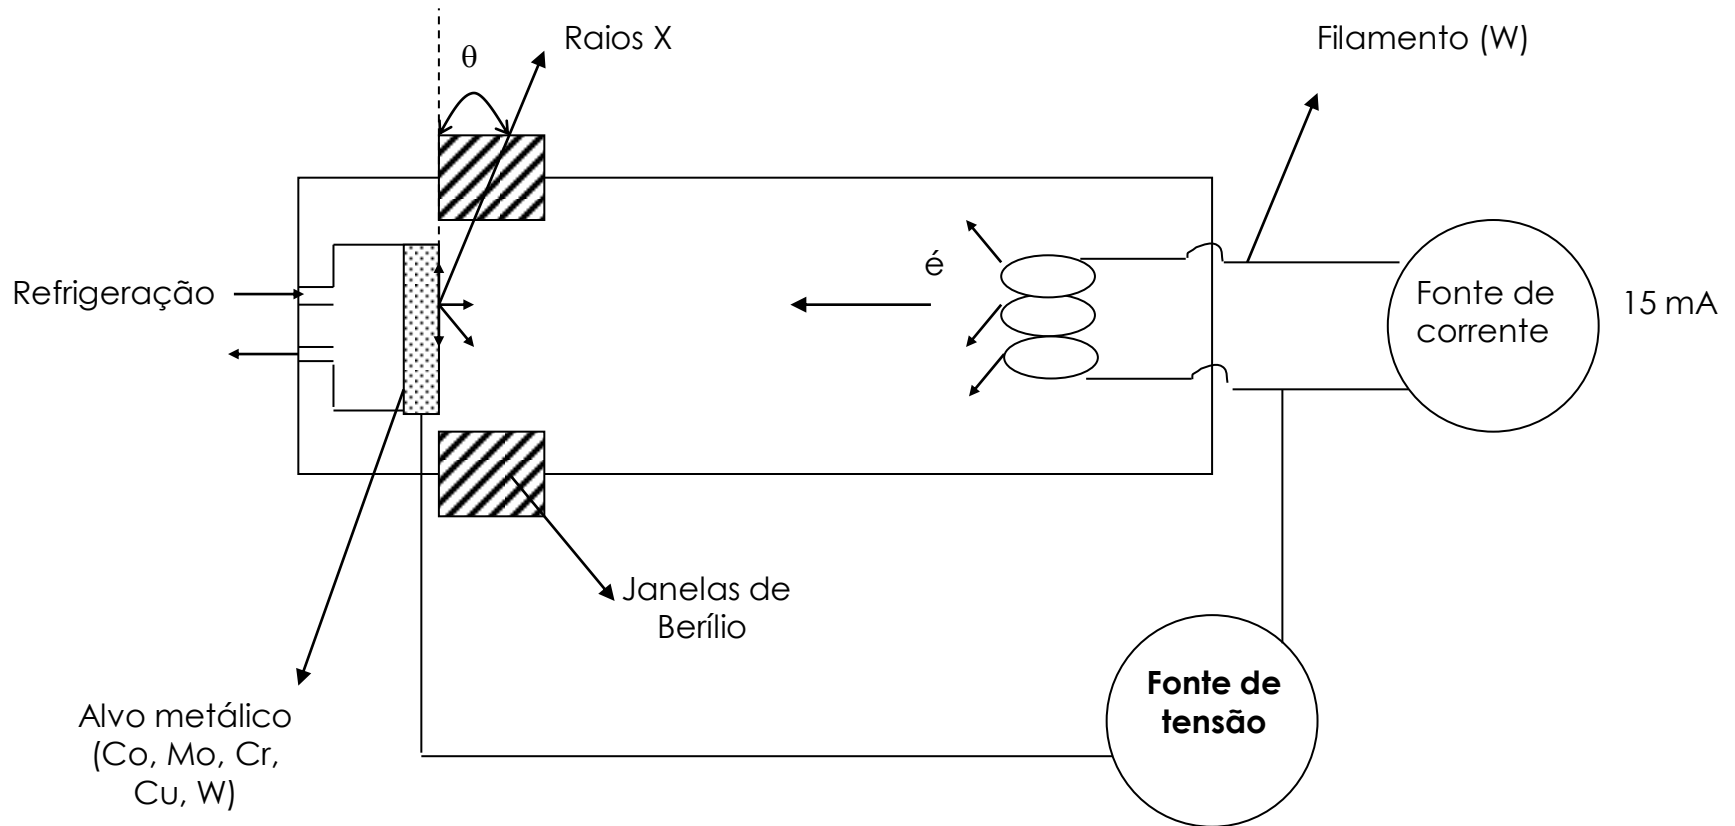 Raios X
Filamento (W)
θ
é
Refrigeração
Fonte de
corrente
15 mA
Janelas de
Berílio
Fonte de
tensão
Alvo metálico
(Co, Mo, Cr,
Cu, W)